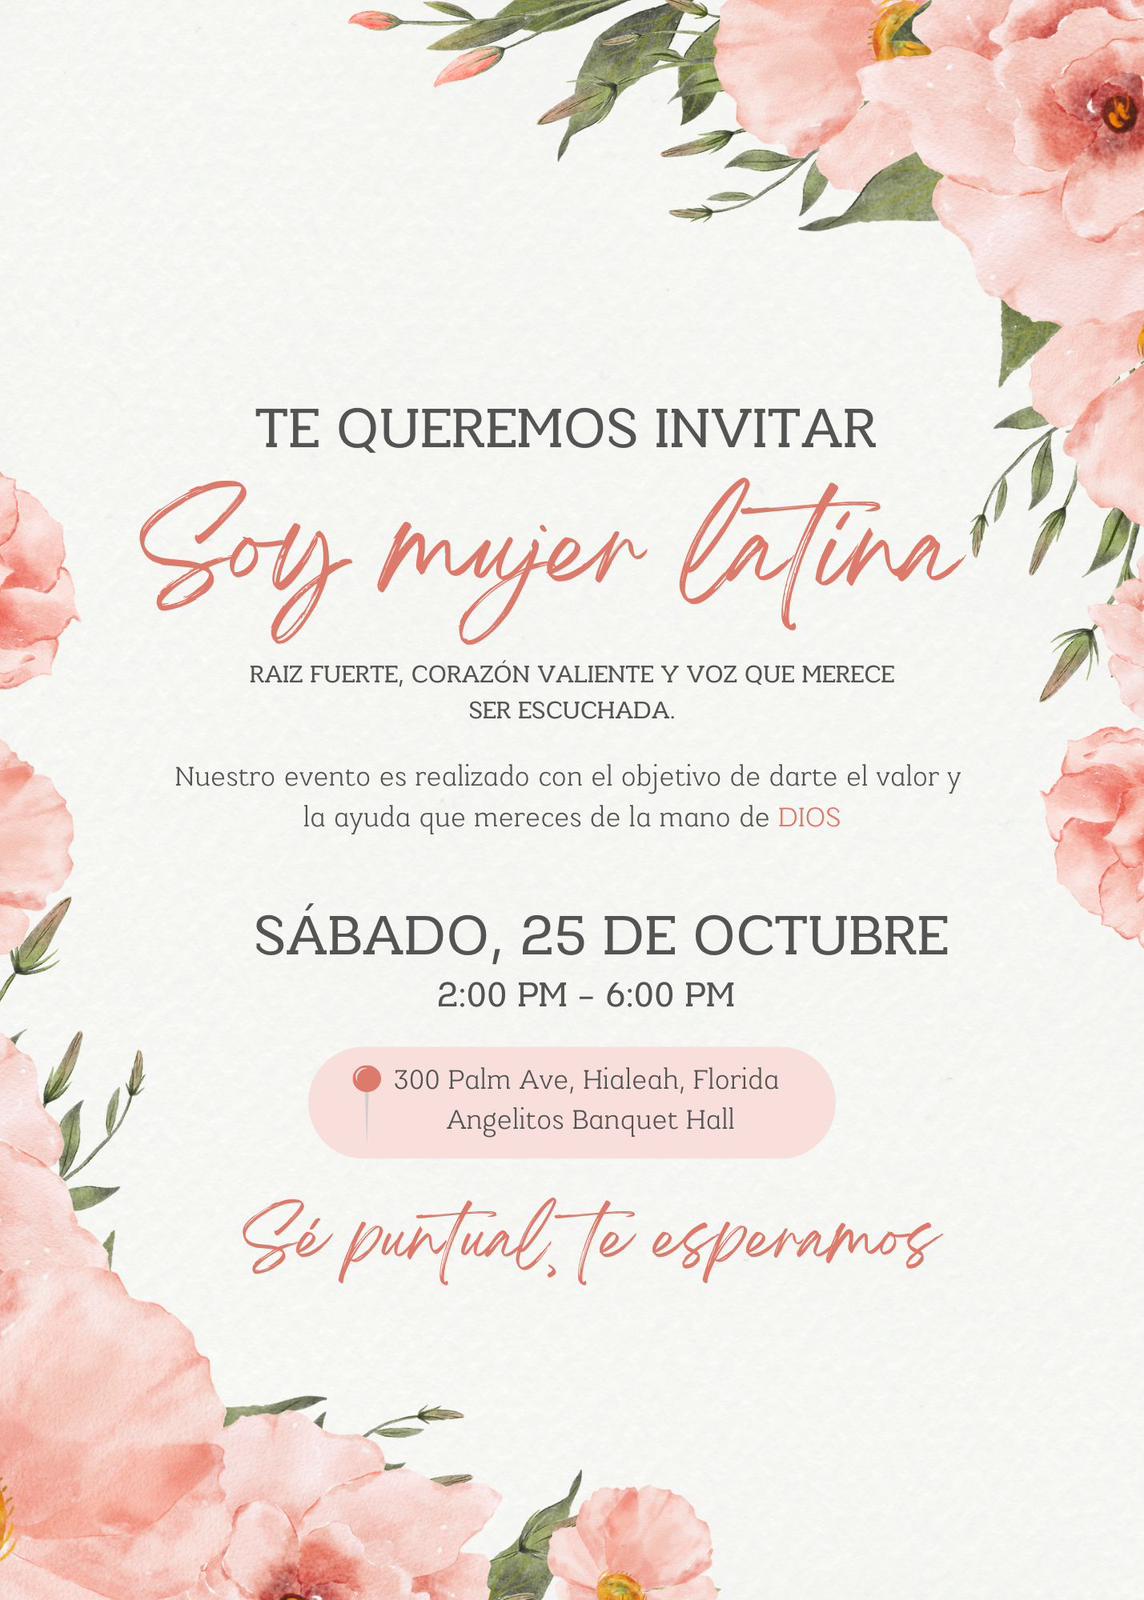 TE QUEREMOS INVITAR
Soy mujer latina
RAIZ FUERTE, CORAZÓN VALIENTE Y VOZ QUE MERECE
SER ESCUCHADA.
Nuestro evento es realizado con el objetivo de darte el valor y
la ayuda que mereces de la mano de DIOS
SÁBADO, 25 DE OCTUBRE
2:00 PM – 6:00 PM
300 Palm Ave, Hialeah, Florida
Angelitos Banquet Hall
Sé puntual, te esperamos